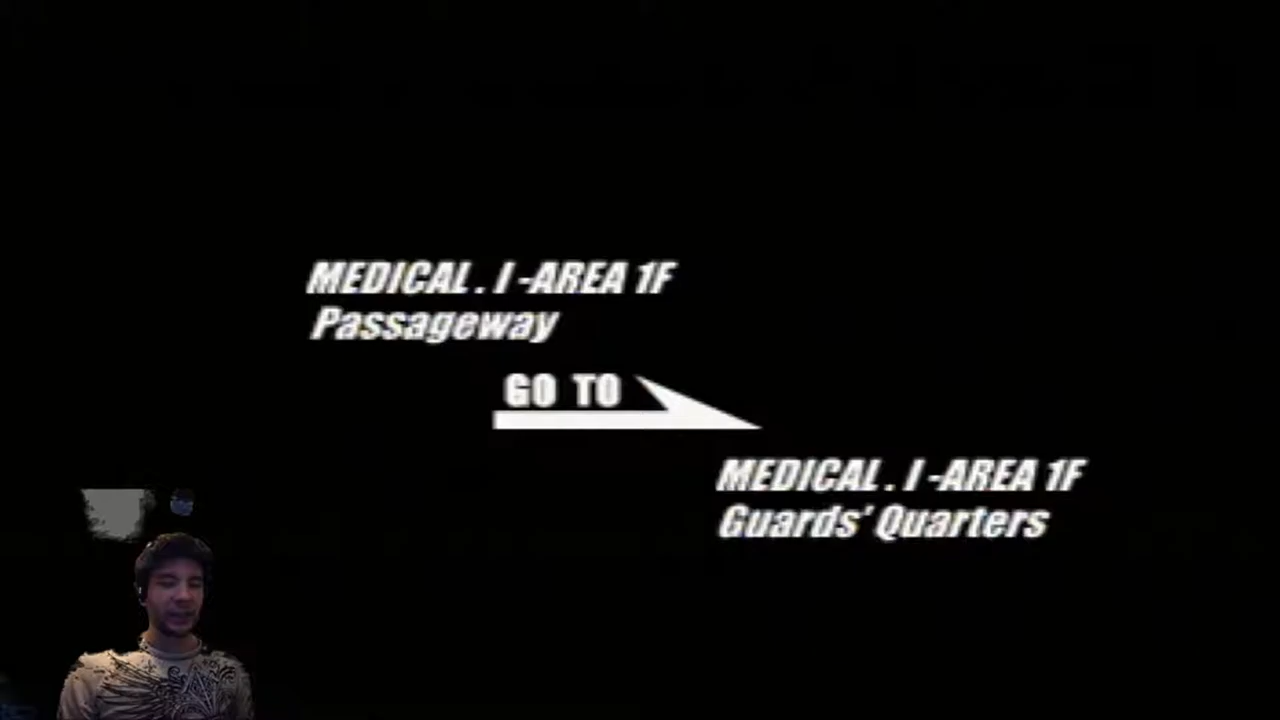 MEDICAL . I -AREA 1F
Passageway
GO TO
MEDICAL . I -AREA 1F
Guards' Quarters